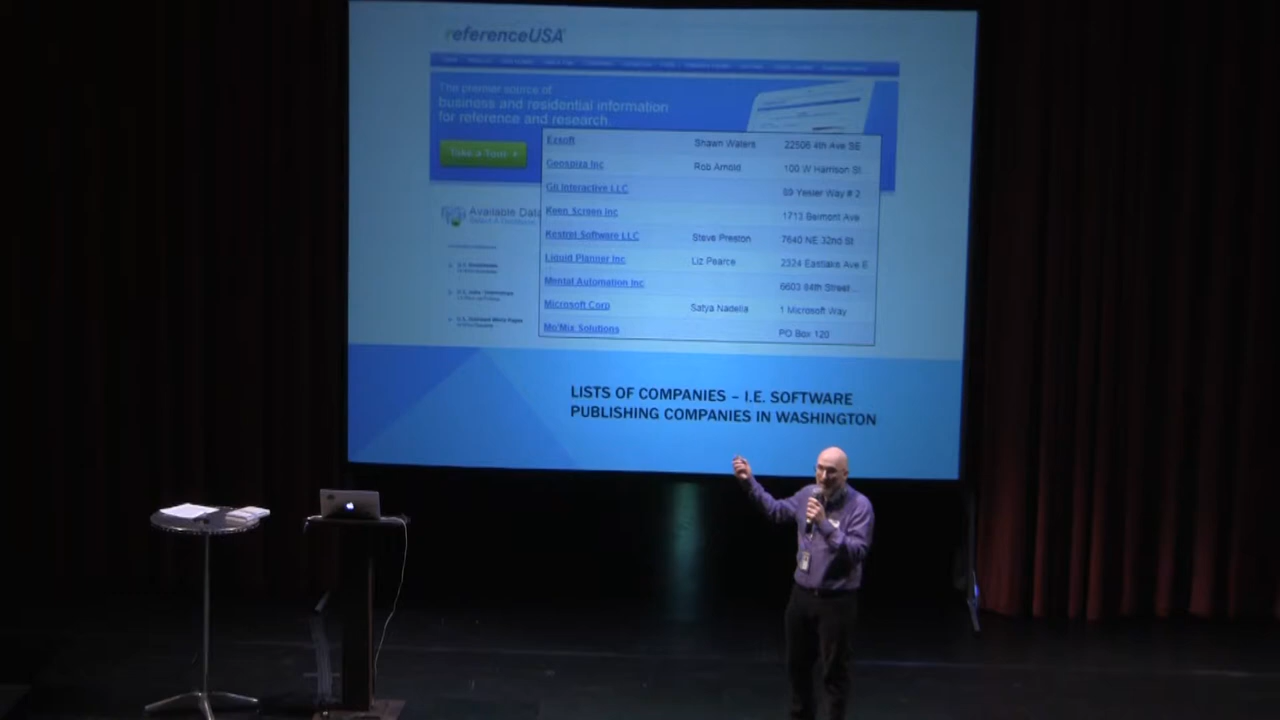 referenceUSA
The premier source of
business and residential information
for reference and research.
Take a Tour
Ezsoft Shawn Waters 22506 4th Ave SE
Geospiza Inc Rob Arnold 100 W Harrison St
Gli Interactive LLC 69 Yesler Way # 2
Keen Screen Inc 1713 Belmont Ave
Kestrel Software LLC Steve Preston 7640 NE 32nd St
Liquid Planner Inc Liz Pearce 2324 Eastlake Ave E
Mental Automation Inc 6603 84th Street ...
Microsoft Corp Satya Nadella 1 Microsoft Way
Mo'Mix Solutions PO Box 120
Available Data
LISTS OF COMPANIES – I.E. SOFTWARE
PUBLISHING COMPANIES IN WASHINGTON